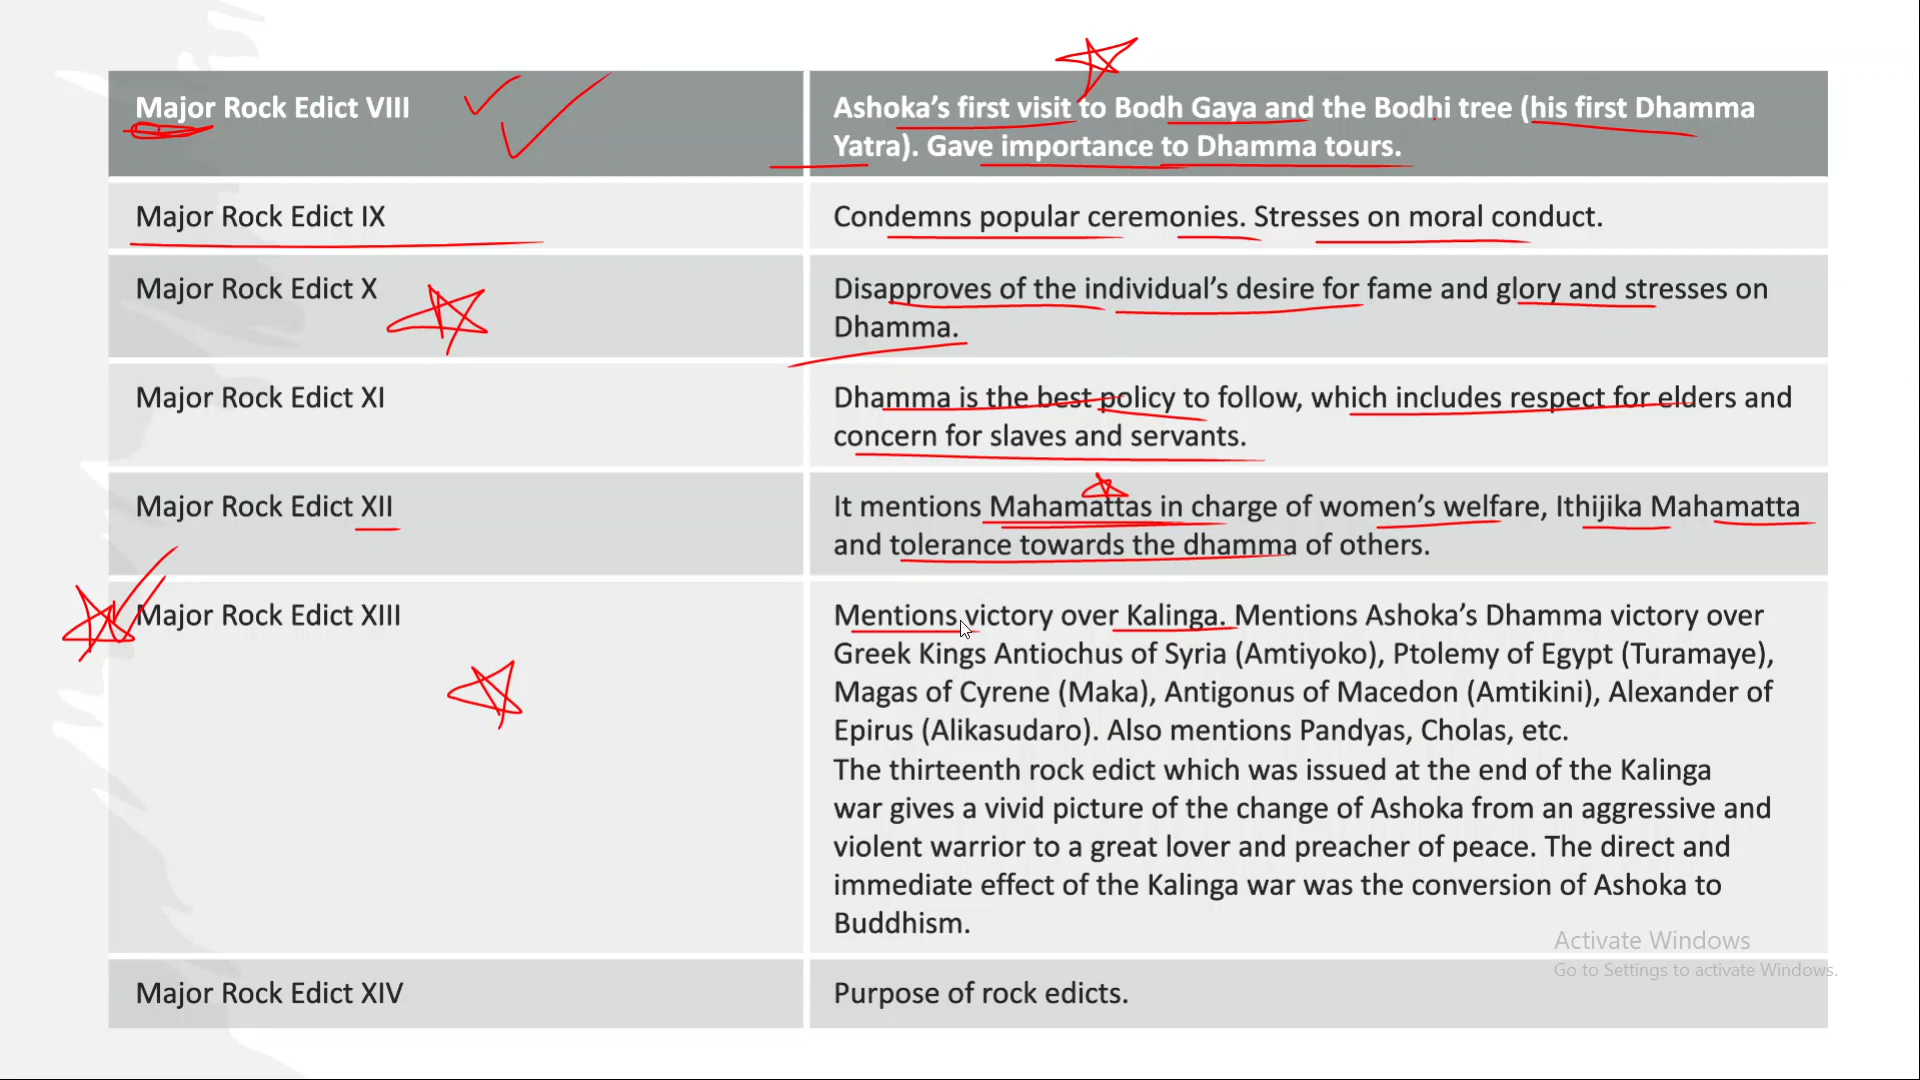 Major Rock Edict VIII
Ashoka’s first visit to Bodh Gaya and the Bodhi tree (his first Dhamma
Yatra). Gave importance to Dhamma tours.
Major Rock Edict IX
Condemns popular ceremonies. Stresses on moral conduct.
Major Rock Edict X
Disapproves of the individual’s desire for fame and glory and stresses on
Dhamma.
Major Rock Edict XI
Dhamma is the best policy to follow, which includes respect for elders and
concern for slaves and servants.
Major Rock Edict XII
It mentions Mahamattas in charge of women’s welfare, Ithijika Mahamatta
and tolerance towards the dhamma of others.
Major Rock Edict XIII
Mentions victory over Kalinga. Mentions Ashoka’s Dhamma victory over
Greek Kings Antiochus of Syria (Amtiyoko), Ptolemy of Egypt (Turamaye),
Magas of Cyrene (Maka), Antigonus of Macedon (Amtikini), Alexander of
Epirus (Alikasudaro). Also mentions Pandyas, Cholas, etc.
The thirteenth rock edict which was issued at the end of the Kalinga
war gives a vivid picture of the change of Ashoka from an aggressive and
violent warrior to a great lover and preacher of peace. The direct and
immediate effect of the Kalinga war was the conversion of Ashoka to
Buddhism.
Activate Windows
Go to Settings to activate Windows.
Major Rock Edict XIV
Purpose of rock edicts.